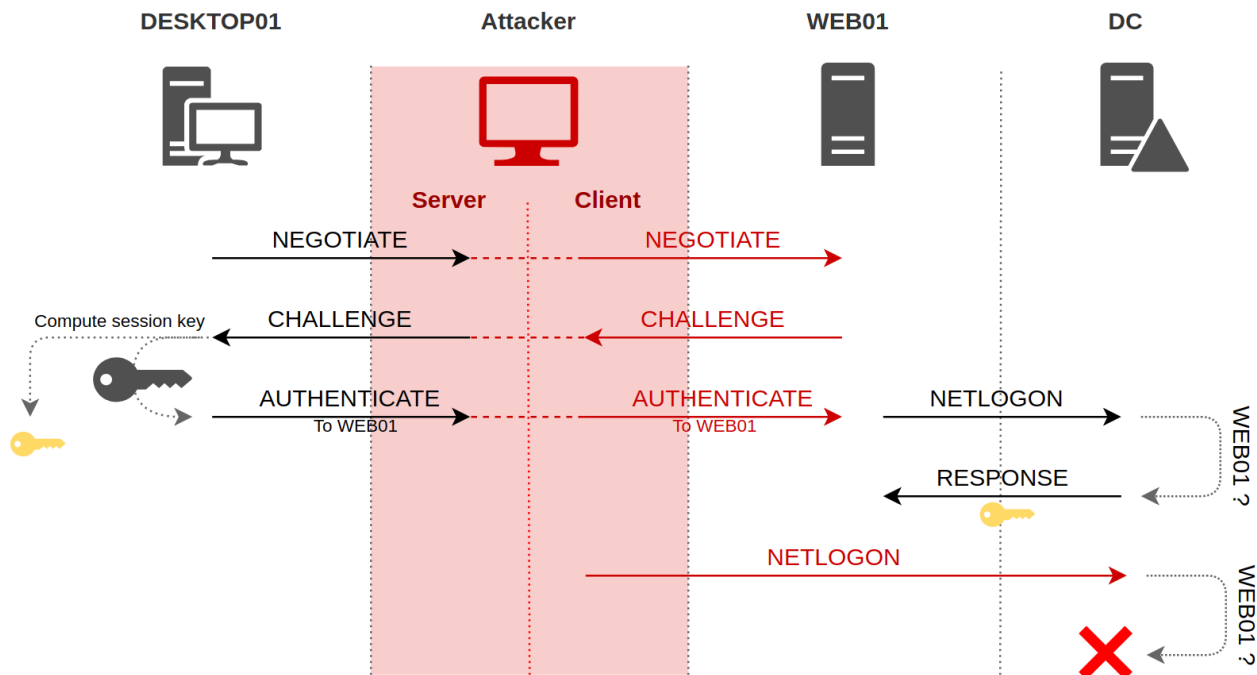 DESKTOP01
Attacker
WEB01
DC
Server
Client
NEGOTIATE
NEGOTIATE
Compute session key
CHALLENGE
CHALLENGE
AUTHENTICATE
To WEB01
AUTHENTICATE
To WEB01
NETLOGON
WEB01 ?
RESPONSE
NETLOGON
WEB01 ?